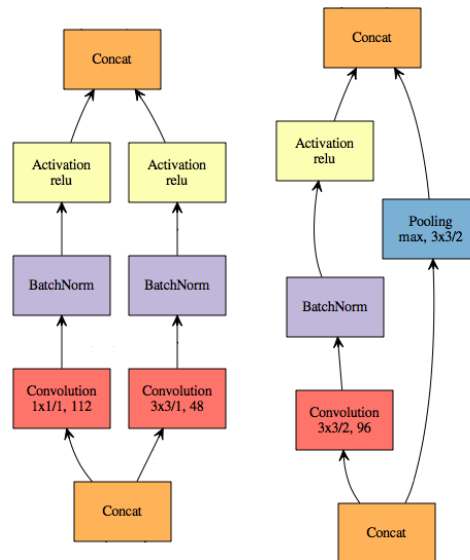 Concat
Activation
relu
Activation
relu
BatchNorm
BatchNorm
Convolution
1x1/1, 112
Convolution
3x3/1, 48
Concat
Concat
Activation
relu
Pooling
max, 3x3/2
BatchNorm
Convolution
3x3/2, 96
Concat